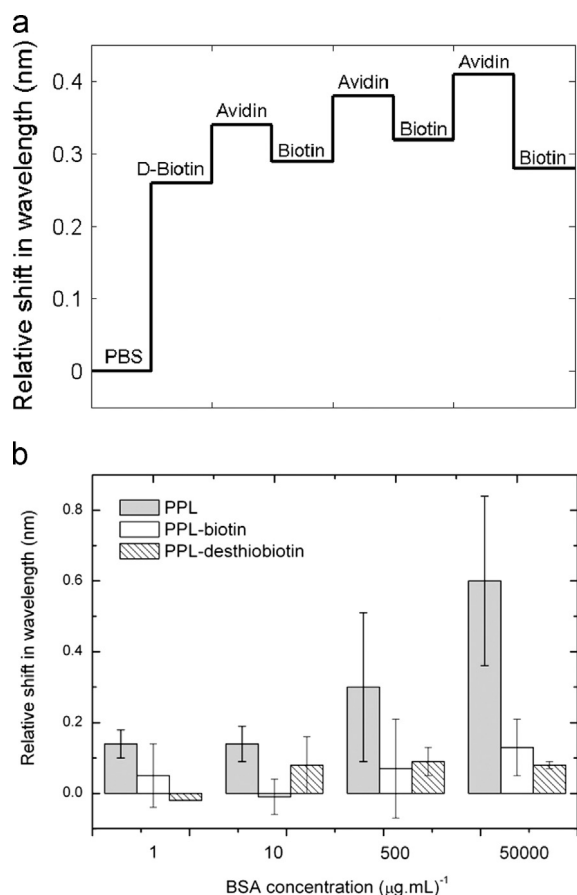 a
Relative shift in wavelength (nm)
0.4
0.3
0.2
0.1
0
PBS
D-Biotin
Avidin
Biotin
Avidin
Biotin
Avidin
Biotin
b
Relative shift in wavelength (nm)
0.8
0.6
0.4
0.2
0.0
PPL
PPL-biotin
PPL-desthiobiotin
1 10 500 50000
BSA concentration (µg.mL)⁻¹